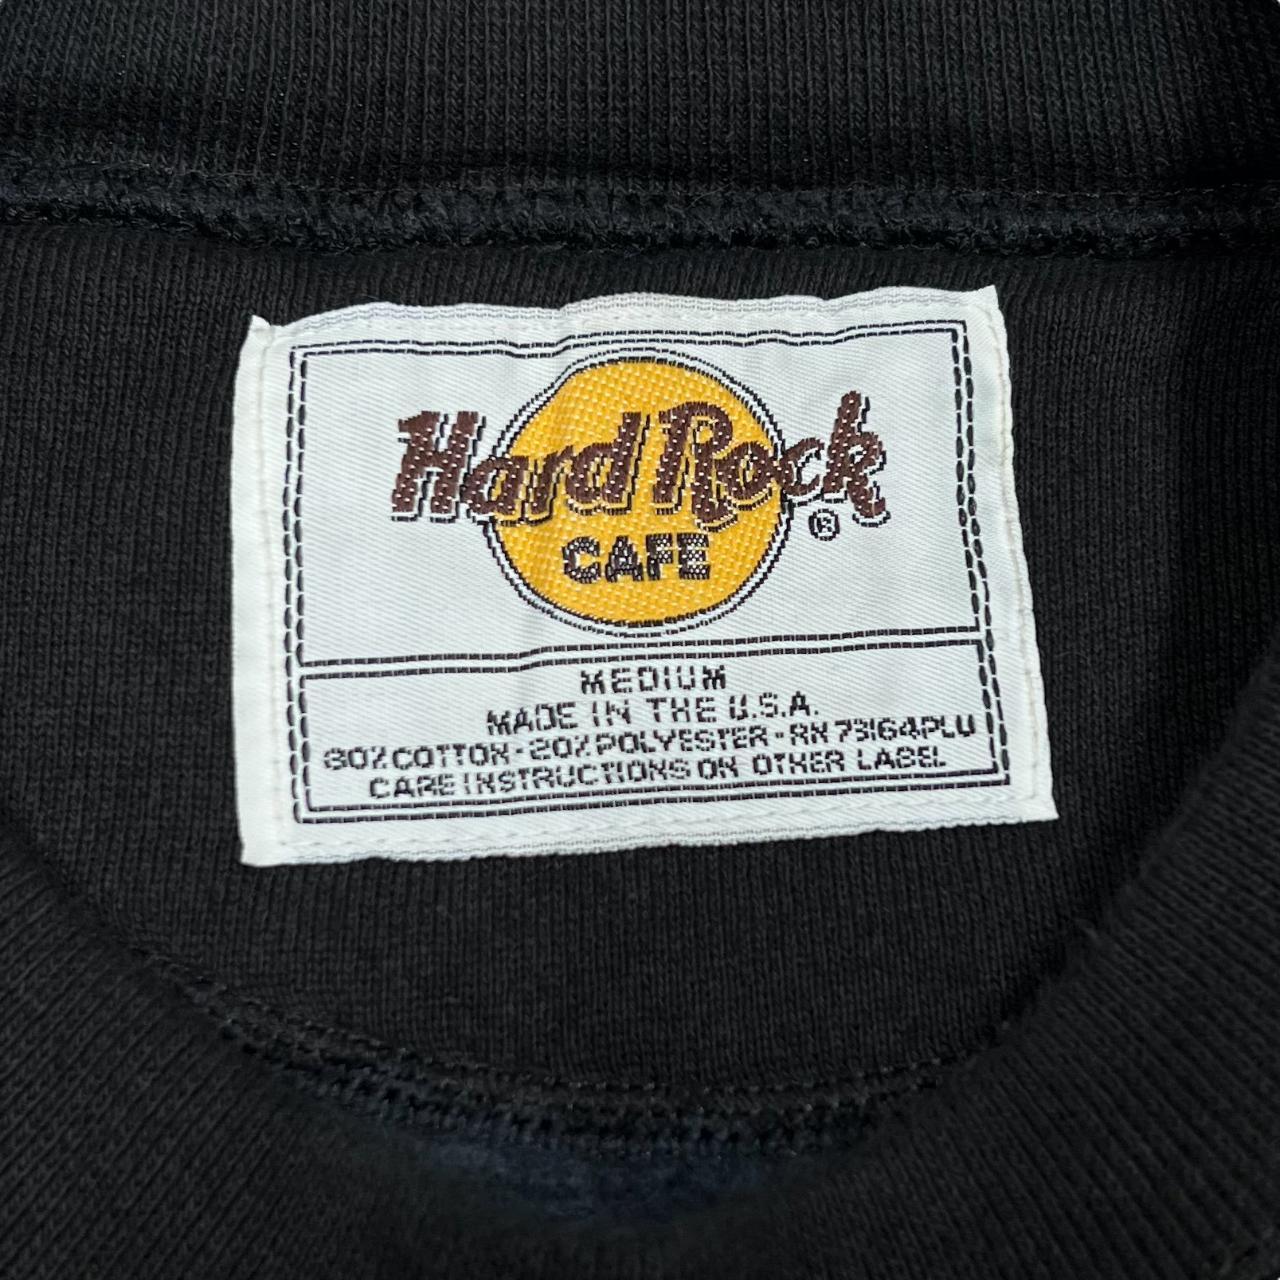 Hard Rock
CAFE
®
MEDIUM
MADE IN THE U.S.A.
80% COTTON - 20% POLYESTER - RN 73164PLU
CARE INSTRUCTIONS ON OTHER LABEL